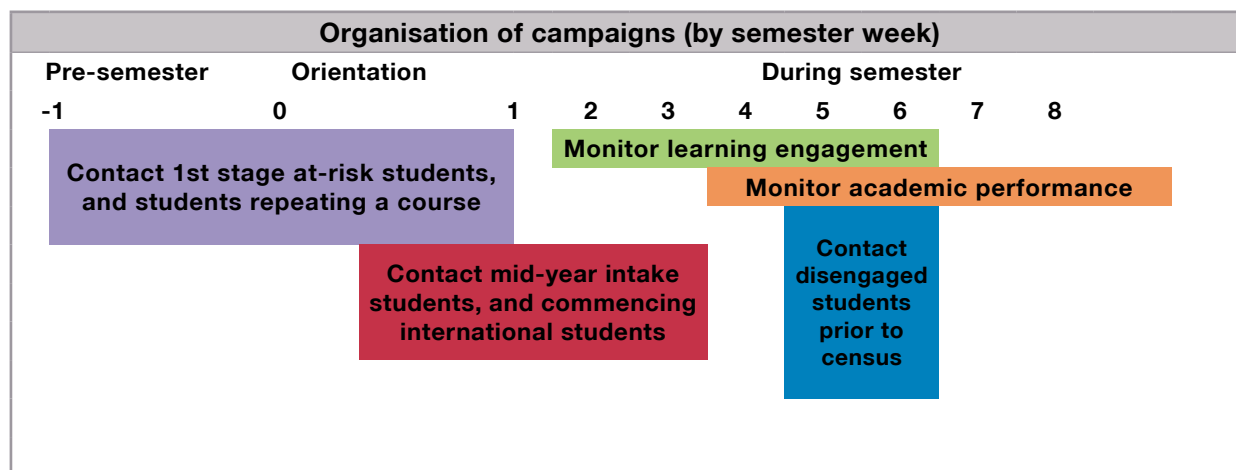 Organisation of campaigns (by semester week)
Pre-semester Orientation During semester
-1 0 1 2 3 4 5 6 7 8
Monitor learning engagement
Contact 1st stage at-risk students,
and students repeating a course
Monitor academic performance
Contact mid-year intake
students, and commencing
international students
Contact
disengaged
students
prior to
census